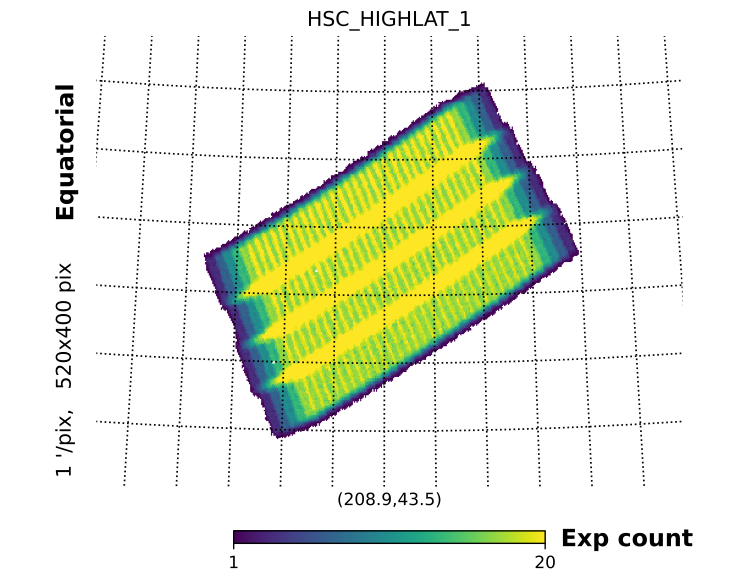 HSC_HIGHLAT_1
Equatorial
1 '/pix,   520x400 pix
(208.9,43.5)
Exp count
1
20